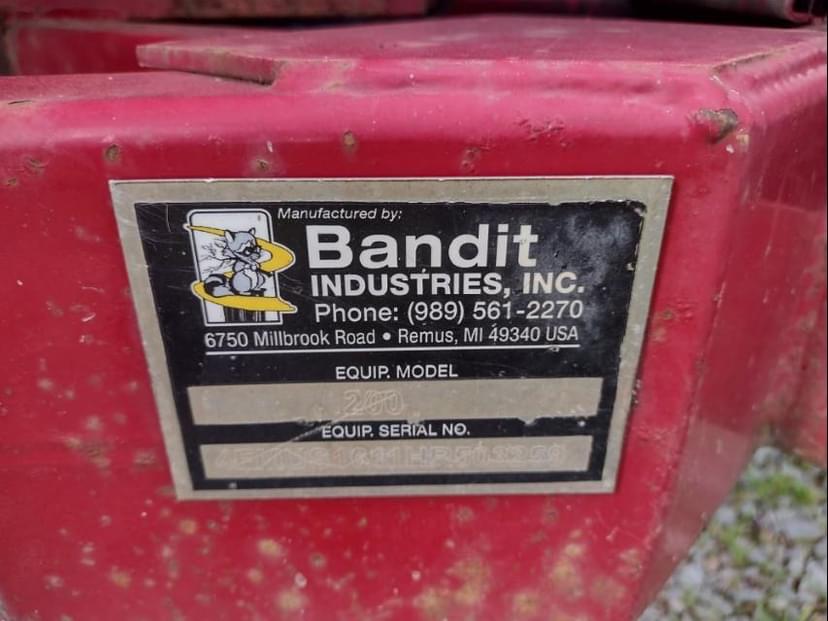 Manufactured by:
Bandit
INDUSTRIES, INC.
Phone: (989) 561-2270
6750 Millbrook Road • Remus, MI 49340 USA
EQUIP. MODEL
200
EQUIP. SERIAL NO.